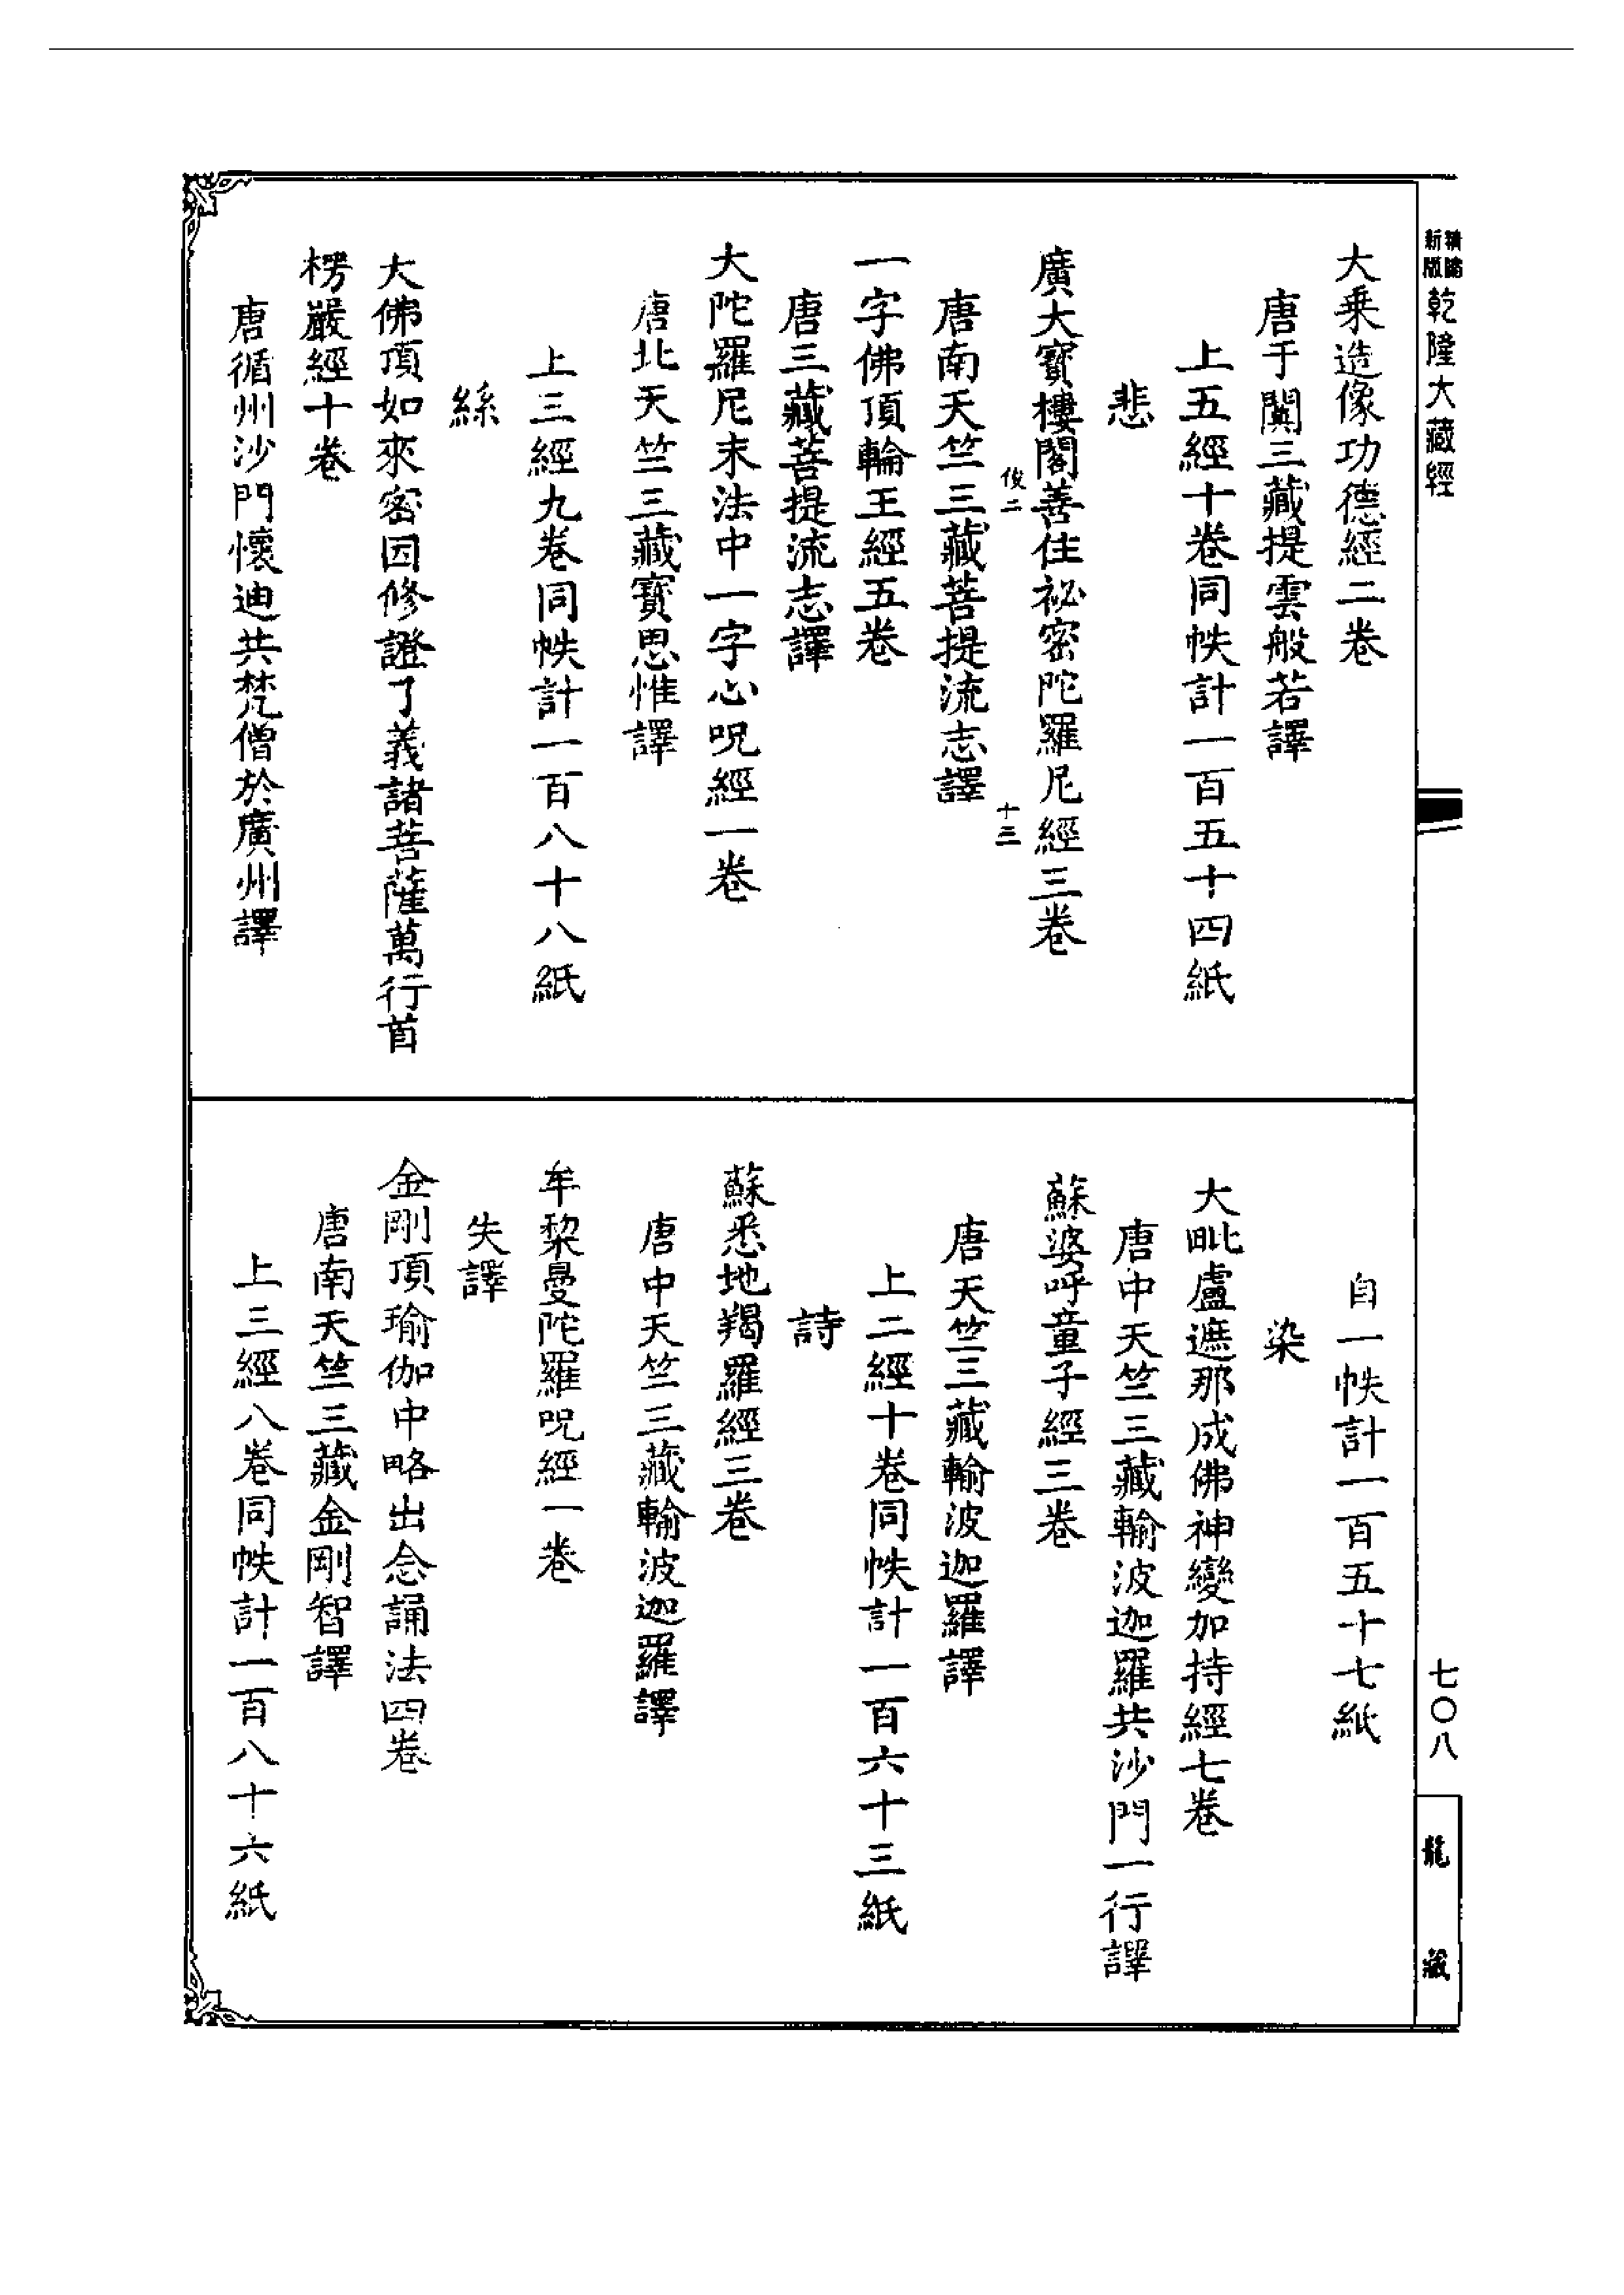 大乗造像功德經二卷
唐于闐三藏提雲般若譯
上五經十卷同帙計一百五十四紙
悲
廣大寶樓閣善住祕密陀羅尼經三卷
俊二 十三
唐南天竺三藏菩提流志譯
一字佛頂輪王經五卷
唐三藏菩提流志譯
大陀羅尼末法中一字心呪經一卷
唐北天竺三藏寶思惟譯
上三經九卷同帙計一百八十八紙
絲
大佛頂如來密因修證了義諸菩薩萬行首
楞嚴經十卷
唐循州沙門懷迪共梵僧於廣州譯
自一帙計一百五十七紙
染
大毗盧遮那成佛神變加持經七卷
唐中天竺三藏輸波迦羅共沙門一行譯
蘇婆呼童子經三卷
唐天竺三藏輸波迦羅譯
上二經十卷同帙計一百六十三紙
詩
蘇悉地羯羅經三卷
唐中天竺三藏輸波迦羅譯
牟棃曼陀羅呪經一卷
失譯
金剛頂瑜伽中略出念誦法四卷
唐南天竺三藏金剛智譯
上三經八卷同帙計一百八十六紙
新版
乾隆大藏經
七〇八
龍藏